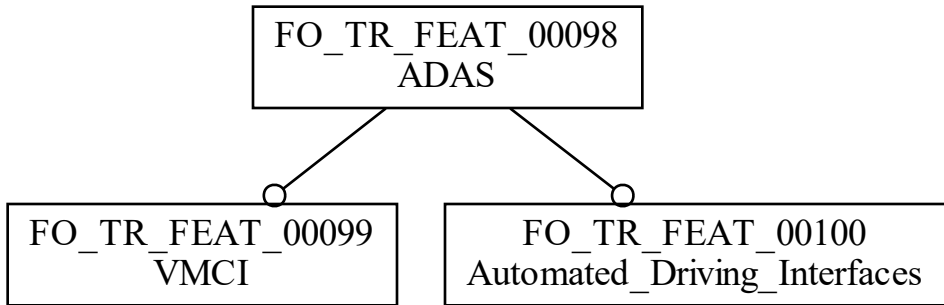 FO_TR_FEAT_00098
ADAS
FO_TR_FEAT_00099
VMCI
FO_TR_FEAT_00100
Automated_Driving_Interfaces